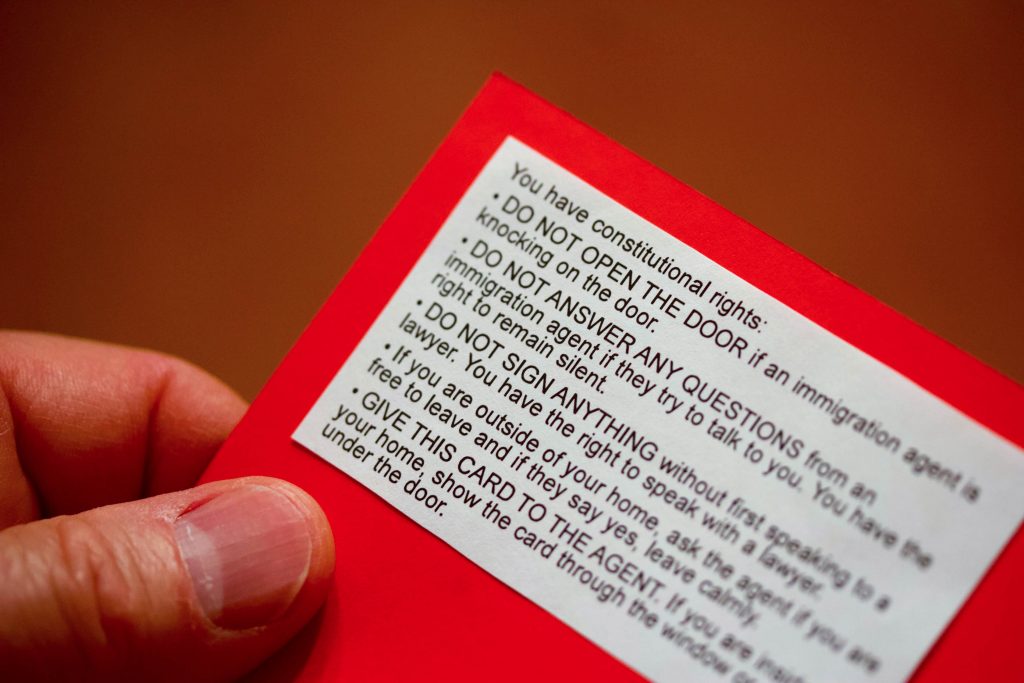 You have constitutional rights:
• DO NOT OPEN THE DOOR if an immigration agent is
knocking on the door.
• DO NOT ANSWER ANY QUESTIONS from an
immigration agent if they try to talk to you. You have the
right to remain silent.
• DO NOT SIGN ANYTHING without first speaking to a
lawyer. You have the right to speak with a lawyer.
• If you are outside of your home, ask the agent if you are
free to leave and if they say yes, leave calmly.
• GIVE THIS CARD TO THE AGENT. If you are
your home, show the card through the window
under the door.